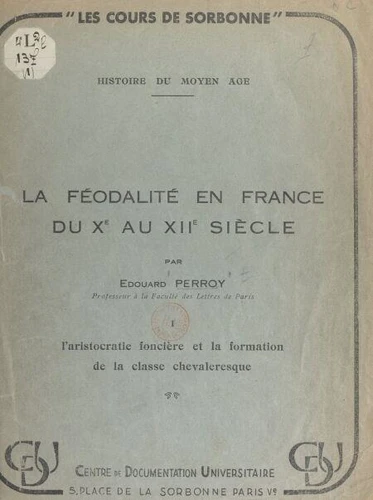 "LES COURS DE SORBONNE"
HISTOIRE DU MOYEN AGE
LA FÉODALITÉ EN FRANCE
DU Xᴱ AU XIIᴱ SIÈCLE
PAR
EDOUARD PERROY
Professeur à la Faculté des Lettres de Paris
I
l'aristocratie foncière et la formation
de la classe chevaleresque
CDU CDU
CENTRE DE DOCUMENTATION UNIVERSITAIRE
5, PLACE DE LA SORBONNE PARIS Vᵉ